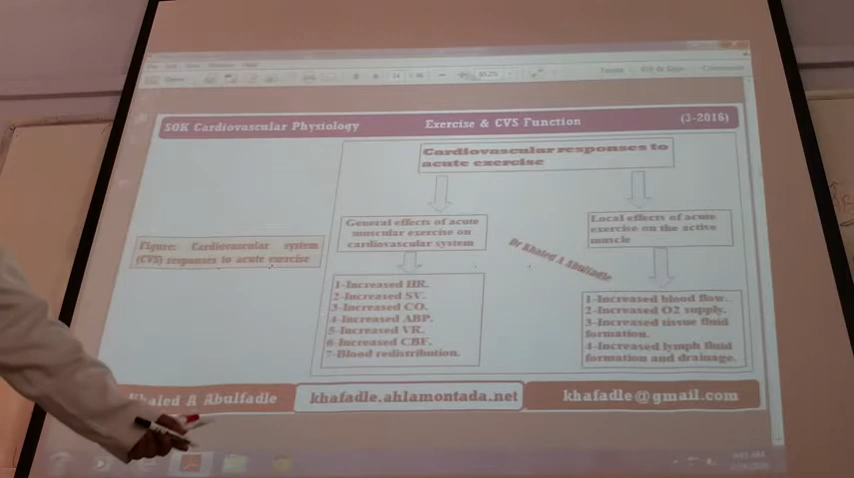 SOK Cardiovascular Physiology Exercise & CVS Function (3-2016)
Cardiovascular responses to
acute exercise
General effects of acute
muscular exercise on
cardiovascular system
Local effects of acute
exercise on the active
muscle
Figure: Cardiovascular system
(CVS) responses to acute exercise
Dr Khaled A Abulfadle
1-Increased HR.
2-Increased SV.
3-Increased CO.
4-Increased ABP.
5-Increased VR.
6-Increased CBF.
7-Blood redistribution.
1-Increased blood flow.
2-Increased O2 supply.
3-Increased tissue fluid
formation.
4-Increased lymph fluid
formation and drainage.
Khaled A Abulfadle khafadle.ahlamontada.net khafadle@gmail.com